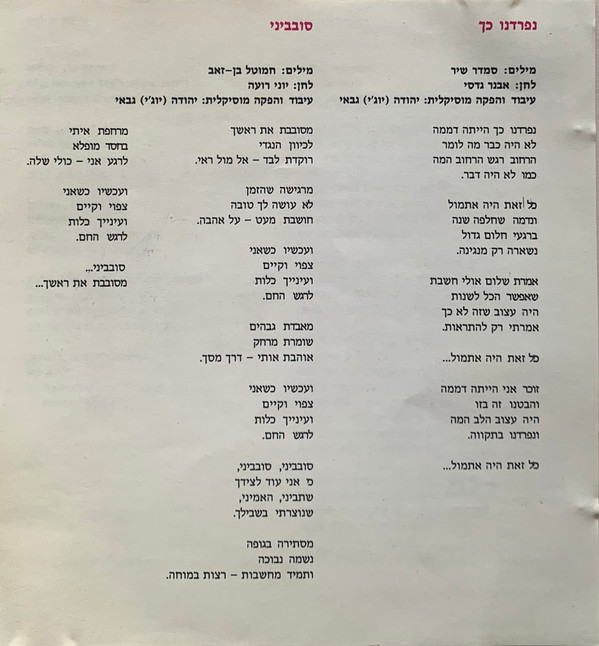 נפרדנו כך
מילים: סמדר שיר
לחן: אבנר גדסי
עיבוד והפקה מוסיקלית: יהודה (יוג'י) גבאי
נפרדנו כך הייתה דממה
לא היה כבר מה לומר
הרחוב רגש הרחוב המה
כמו לא היה דבר.
כל זאת היה אתמול
ונדמה שחלפה שנה
ברגעי חלום גדול
נשארה רק מנגינה.
אמרת שלום אולי חשבת
שאפשר הכל לשנות
היה עצוב שזה לא כך
אמרתי רק להתראות.
כל זאת היה אתמול...
זוכר אני הייתה דממה
והבטנו זה בזו
היה עצוב הלב המה
ונפרדנו בתקווה.
כל זאת היה אתמול...
סובביני
מילים: חמוטל בן–זאב
לחן: יוני רועה
עיבוד והפקה מוסיקלית: יהודה (יוג'י) גבאי
מסובבת את ראשך
לכיוון הנגדי
רוקדת לבד – אל מול ראי.
מרגישה שהזמן
לא עושה לך טובה
חושבת מעט – על אהבה.
ועכשיו כשאני
צפוי וקיים
ועינייך כלות
לרגש החם.
מאבדת גבהים
שומרת מרחק
אוהבת אותי – דרך מסך.
ועכשיו כשאני
צפוי וקיים
ועינייך כלות
לרגש החם.
סובביני, סובביני,
כי אני עוד לצידך
שתביני, האמיני,
שנוצרתי בשבילך.
מסתירה בגופה
נשמה נבוכה
ותמיד מחשבות – רצות במוחה.
מרחפת איתי
בחסד מופלא
לרגע אני – כולי שלה.
ועכשיו כשאני
צפוי וקיים
ועינייך כלות
לרגש החם.
סובביני...
מסובבת את ראשך...